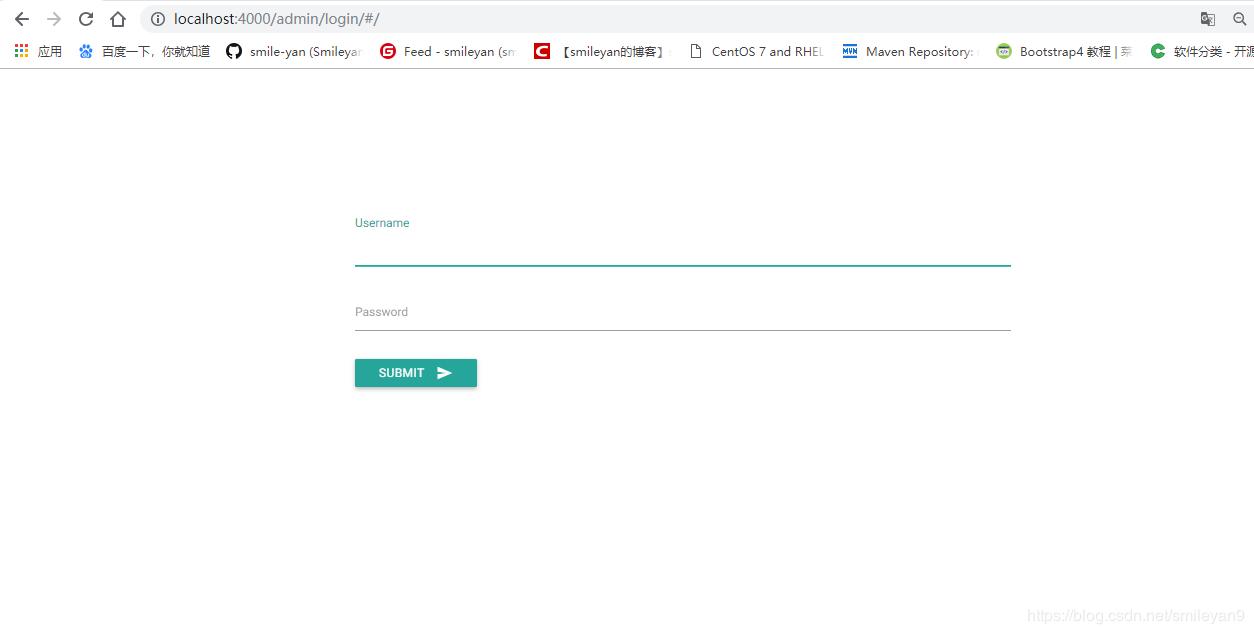 localhost:4000/admin/login/#/
应用 百度一下，你就知道 smile-yan (Smileyan Feed - smileyan (sm 【smileyan的博客】 CentOS 7 and RHEL Maven Repository: Bootstrap4 教程 | 菜 软件分类 - 开源
Username
Password
SUBMIT
https://blog.csdn.net/smileyan9